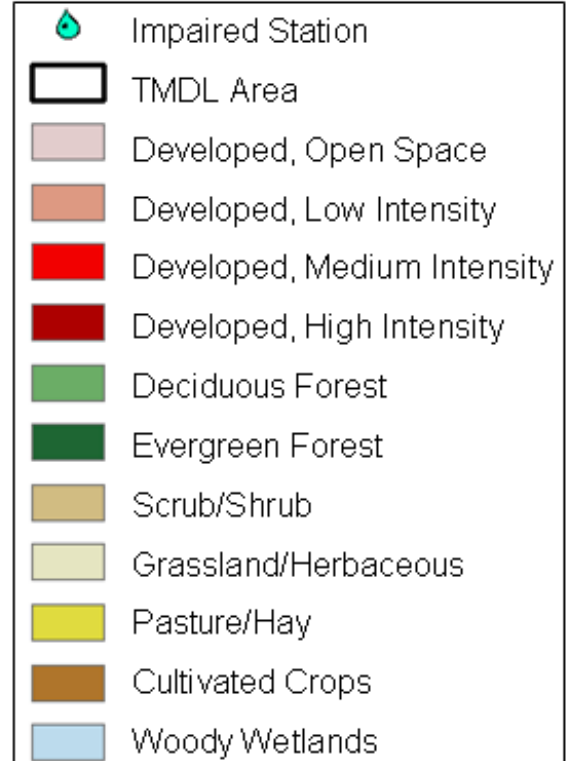 Impaired Station
TMDL Area
Developed, Open Space
Developed, Low Intensity
Developed, Medium Intensity
Developed, High Intensity
Deciduous Forest
Evergreen Forest
Scrub/Shrub
Grassland/Herbaceous
Pasture/Hay
Cultivated Crops
Woody Wetlands